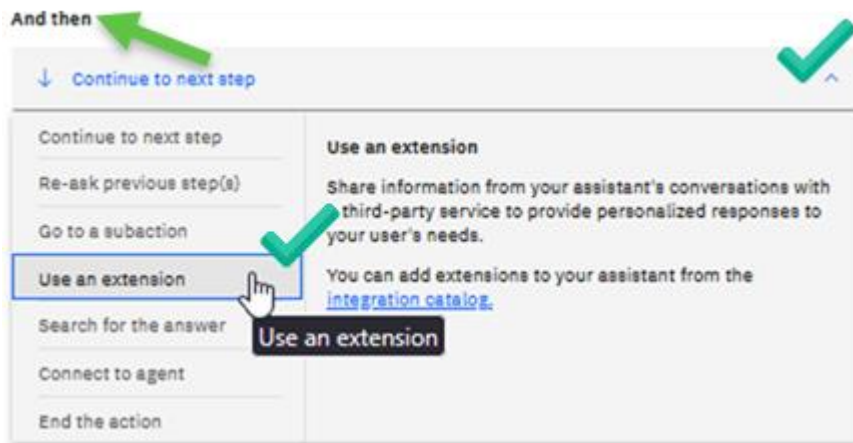 And then
Continue to next step
Continue to next step
Re-ask previous step(s)
Go to a subaction
Use an extension
Search for the answer
Connect to agent
End the action
Use an extension
Share information from your assistant's conversations with
third-party service to provide personalized responses to
your user's needs.
You can add extensions to your assistant from the
integration catalog.
Use an extension